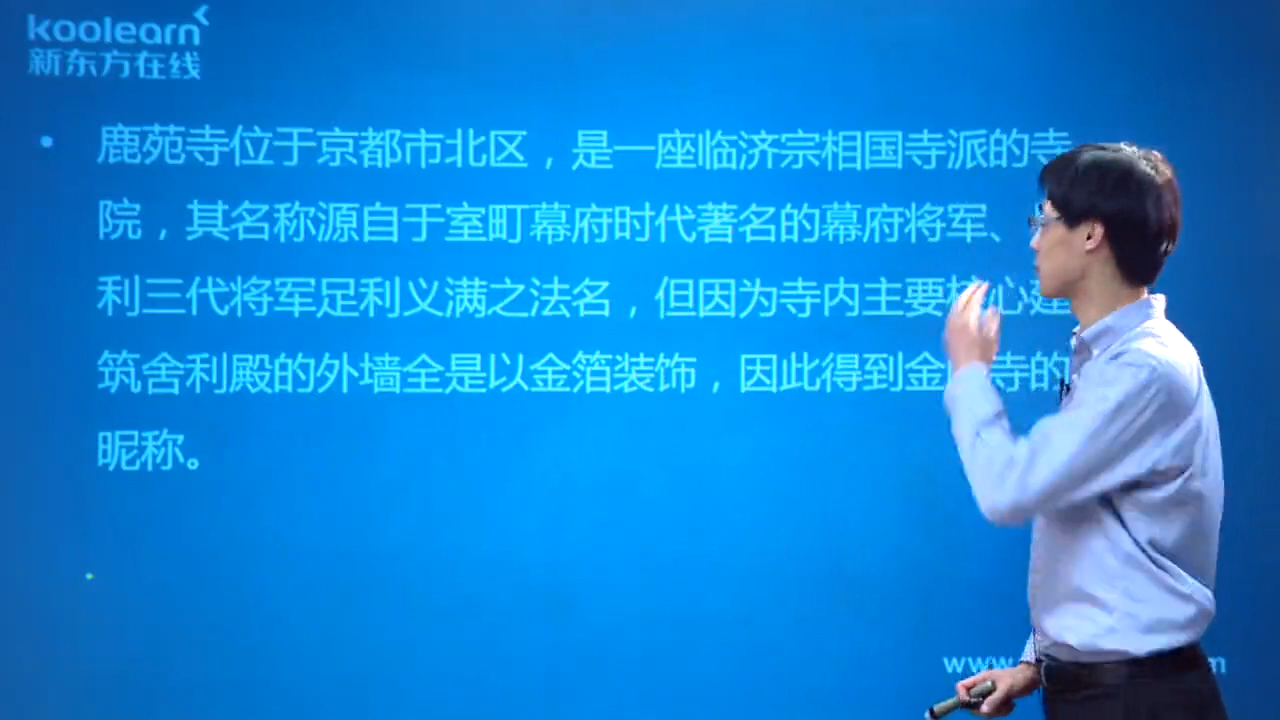 koolearn
新东方在线
• 鹿苑寺位于京都市北区，是一座临济宗相国寺派的寺
院，其名称源自于室町幕府时代著名的幕府将军、
利三代将军足利义满之法名，但因为寺内主要核心建
筑舍利殿的外墙全是以金箔装饰，因此得到金 寺的
昵称。
www.